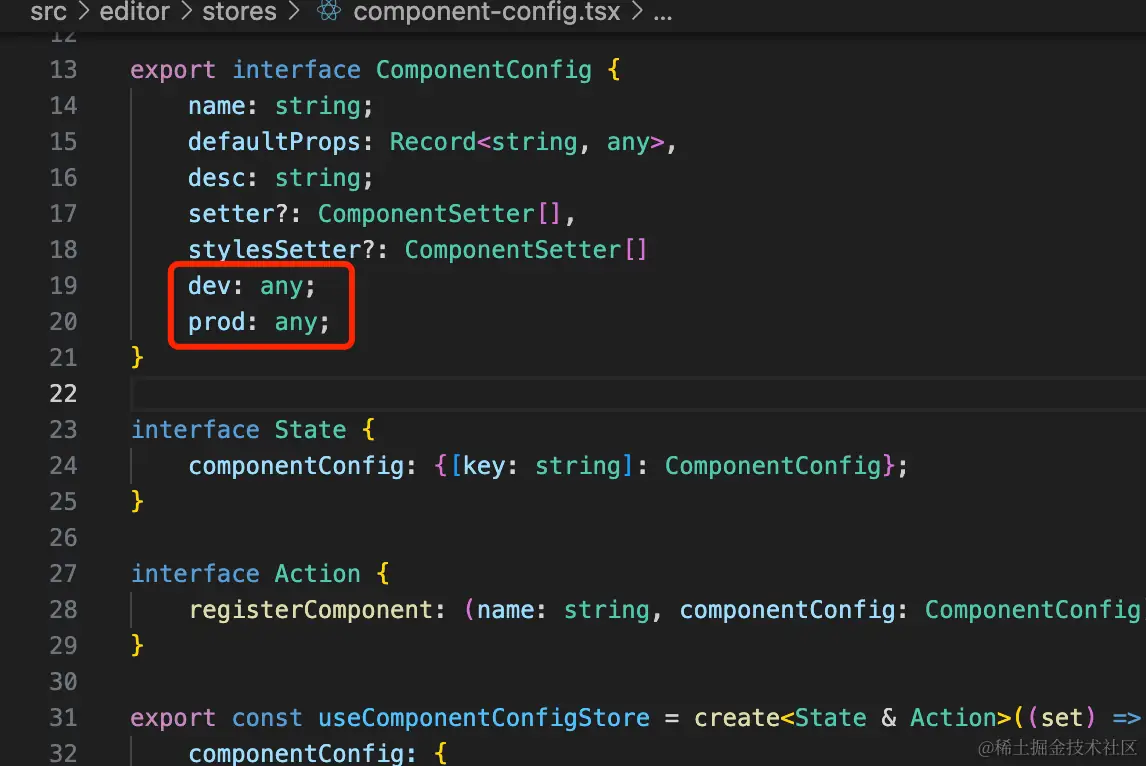 src > editor > stores > component-config.tsx > ...
12
13 export interface ComponentConfig {
14     name: string;
15     defaultProps: Record<string, any>,
16     desc: string;
17     setter?: ComponentSetter[],
18     stylesSetter?: ComponentSetter[]
19     dev: any;
20     prod: any;
21 }
22
23 interface State {
24     componentConfig: {[key: string]: ComponentConfig};
25 }
26
27 interface Action {
28     registerComponent: (name: string, componentConfig: ComponentConfig
29 }
30
31 export const useComponentConfigStore = create<State & Action>((set) =>
32     componentConfig: {
@稀土掘金技术社区